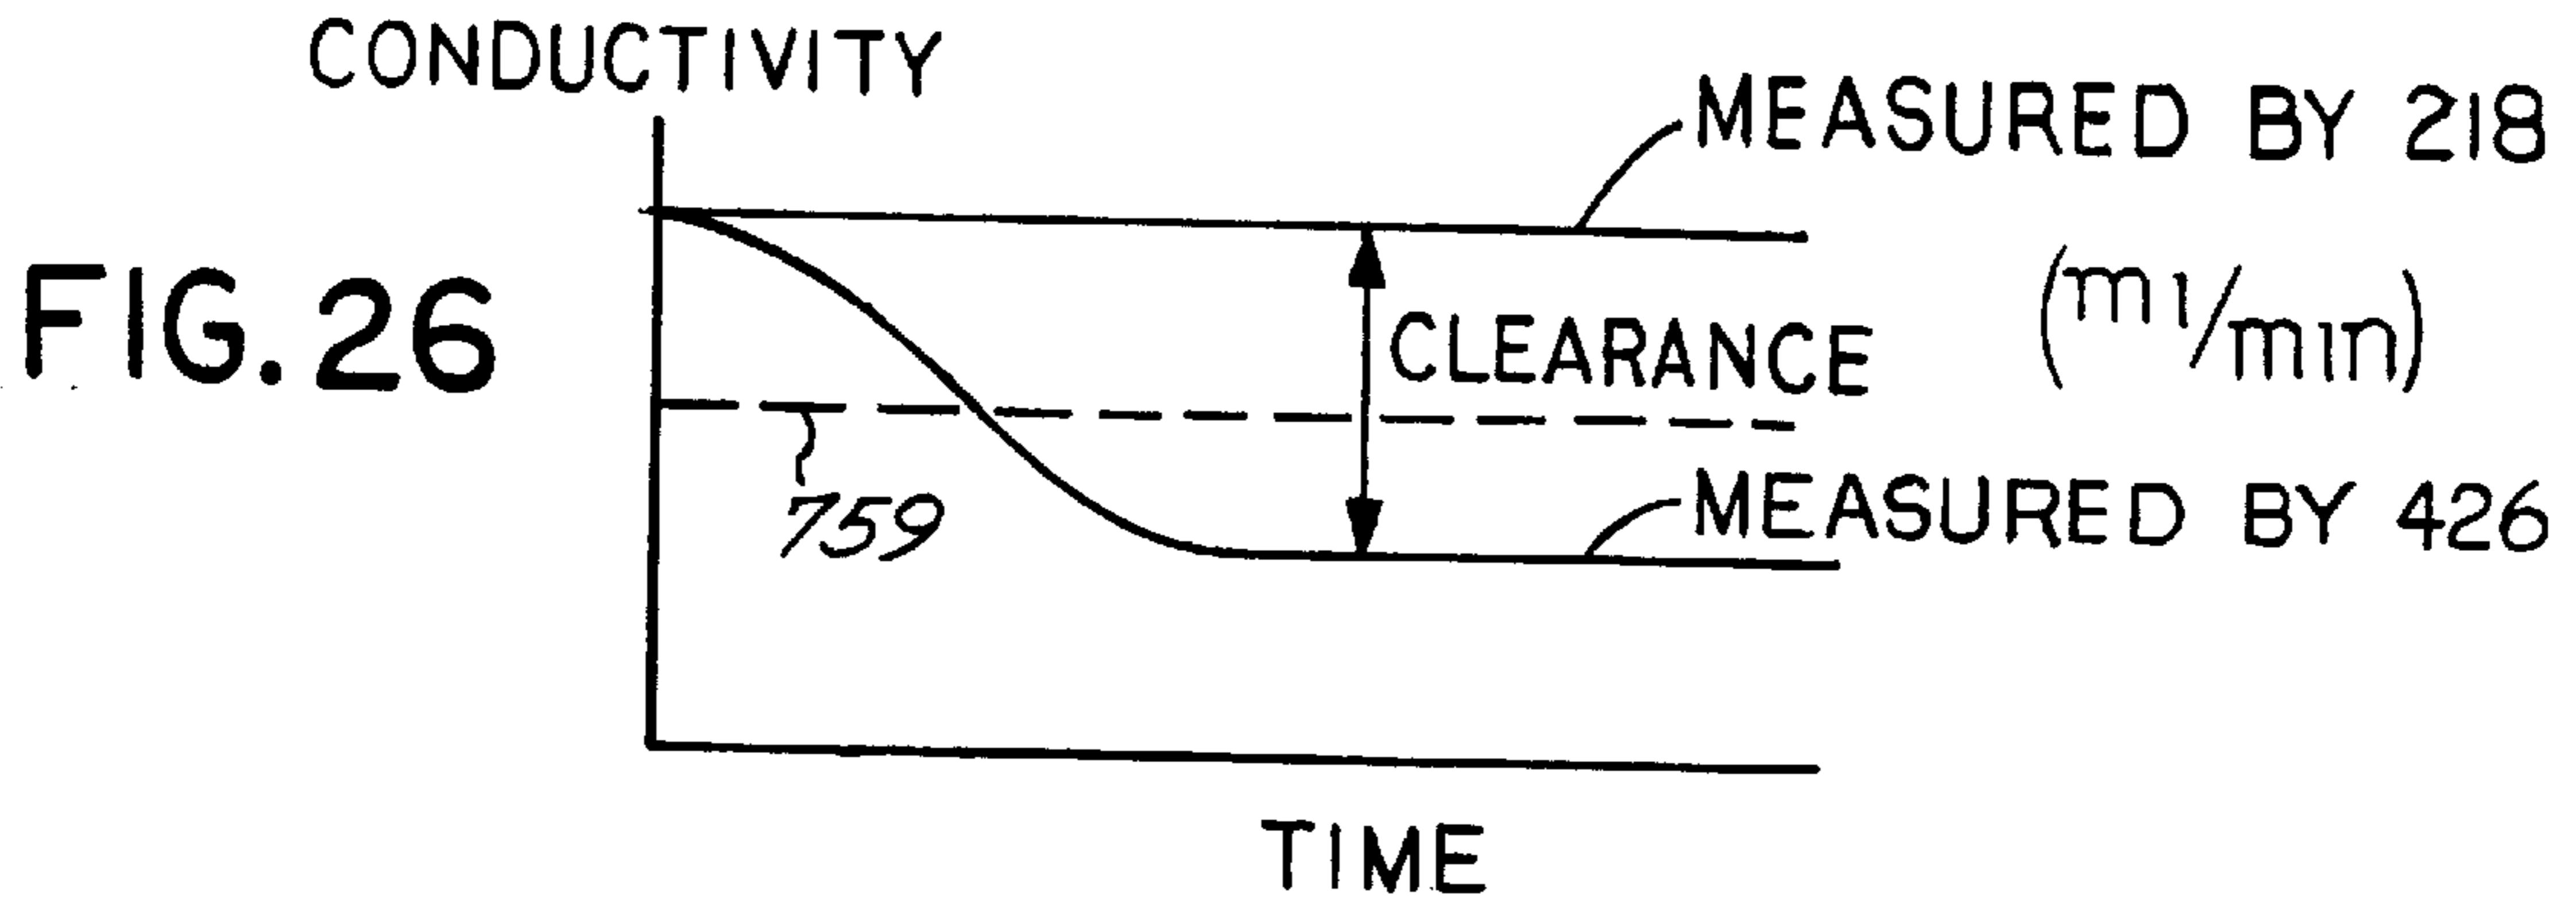 CONDUCTIVITY
MEASURED BY 218
FIG. 26
CLEARANCE (ml/min)
759
MEASURED BY 426
TIME